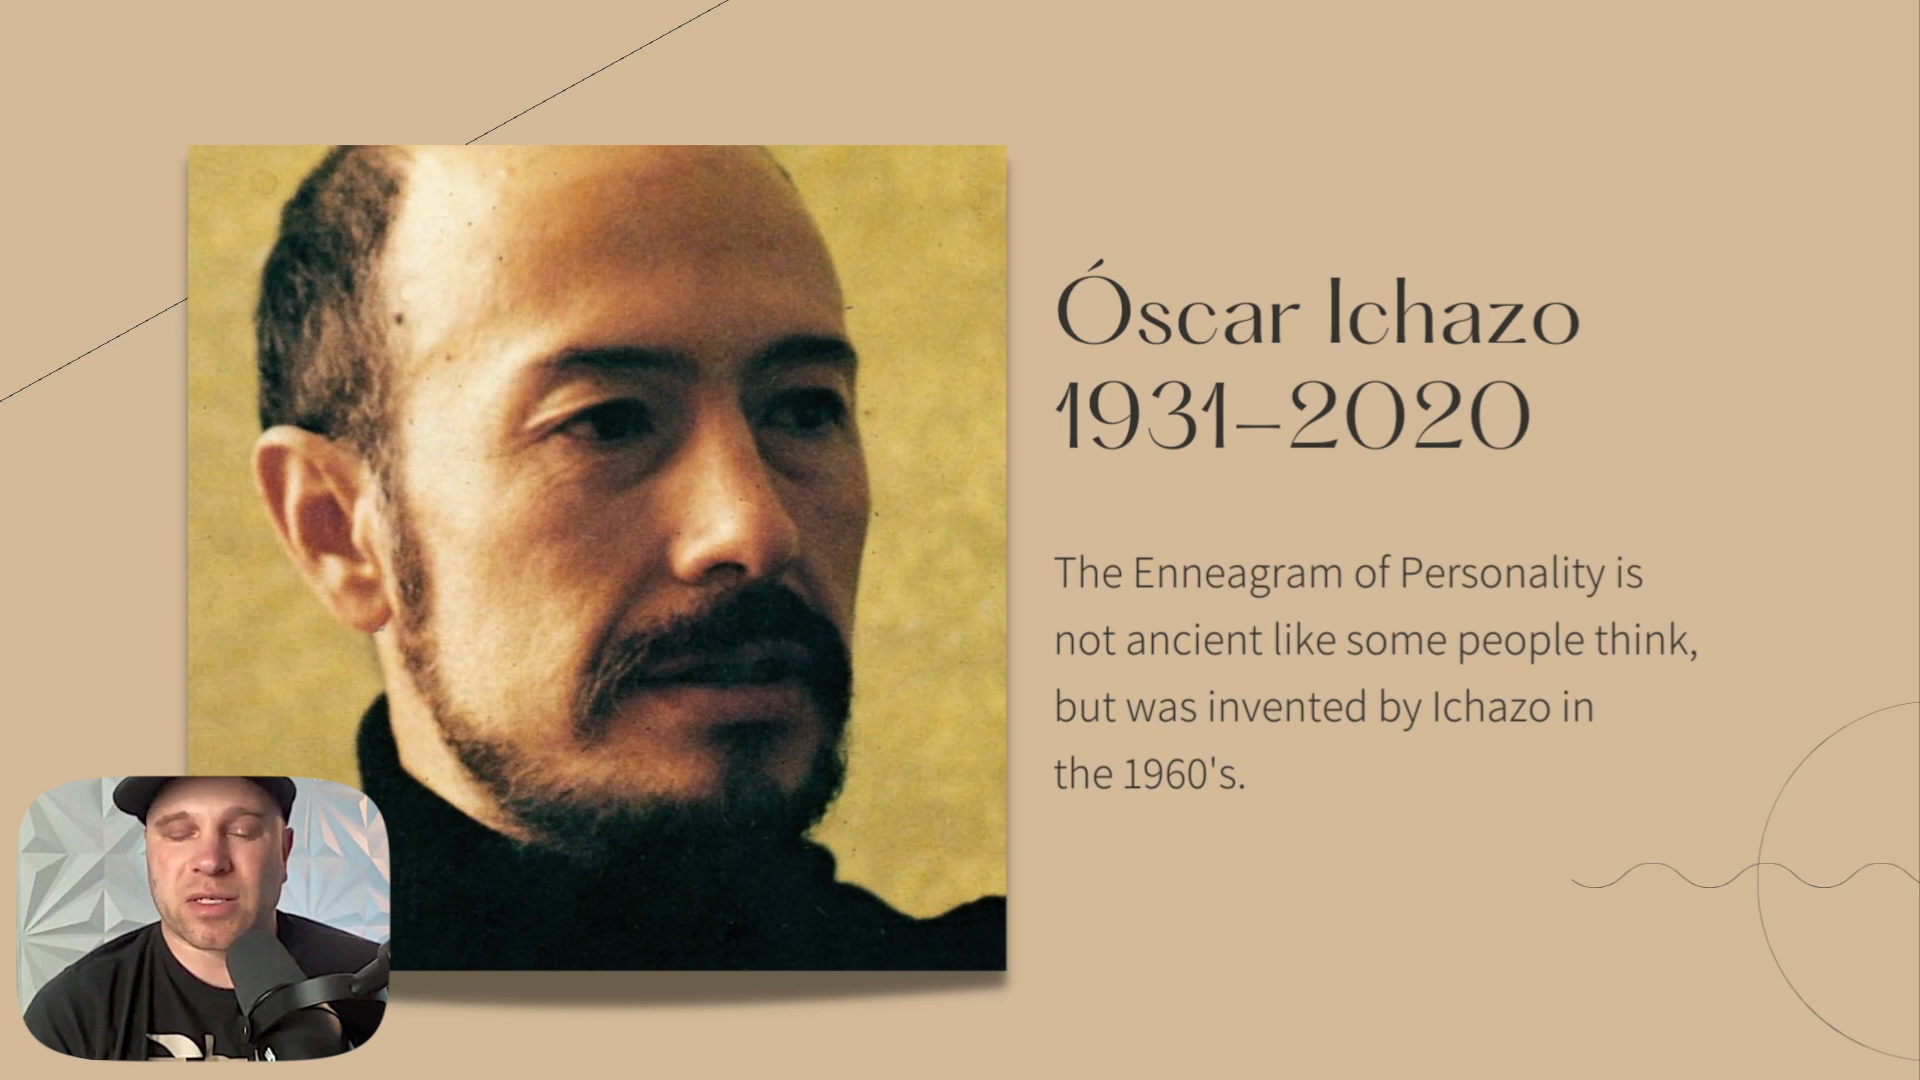 Óscar Ichazo
1931–2020
The Enneagram of Personality is
not ancient like some people think,
but was invented by Ichazo in
the 1960's.